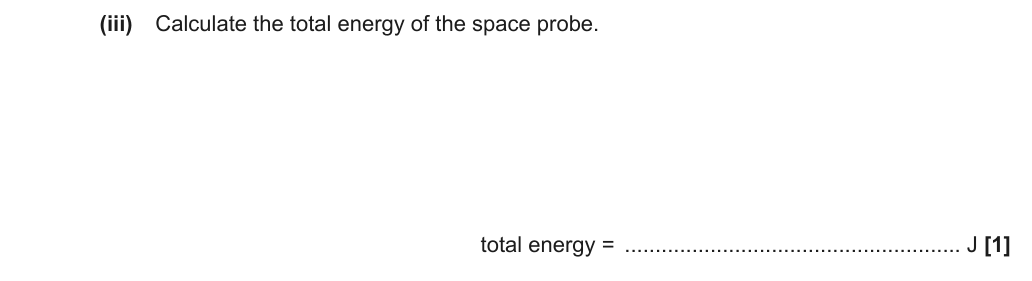 (iii) Calculate the total energy of the space probe.
total energy = ...................................................... J [1]